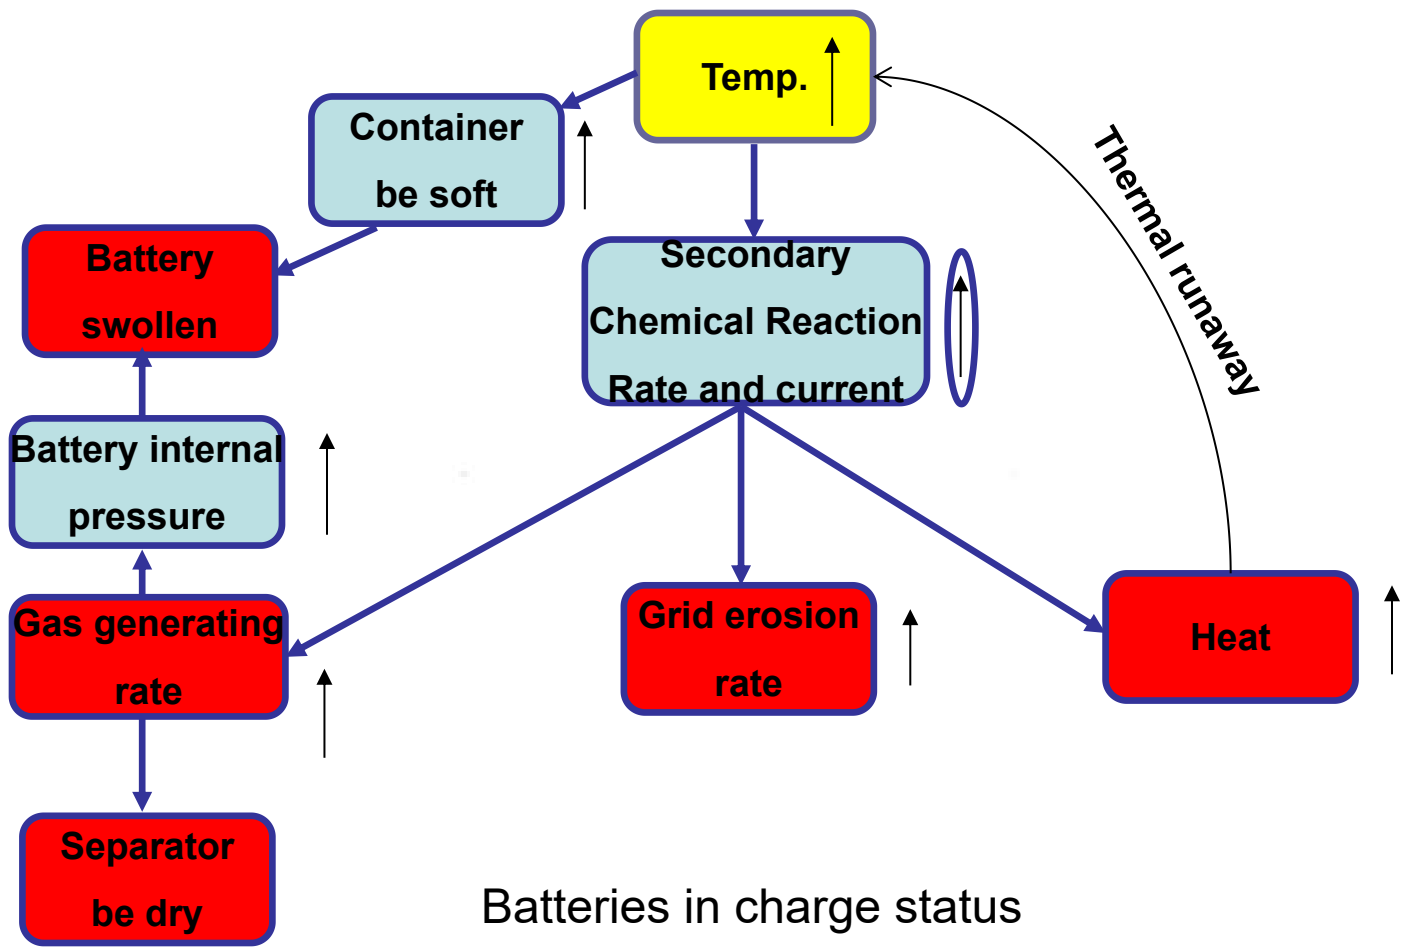 Temp.
Container
be soft
Battery
swollen
Secondary
Chemical Reaction
Rate and current
Thermal runaway
Battery internal
pressure
Gas generating
rate
Grid erosion
rate
Heat
Separator
be dry
Batteries in charge status